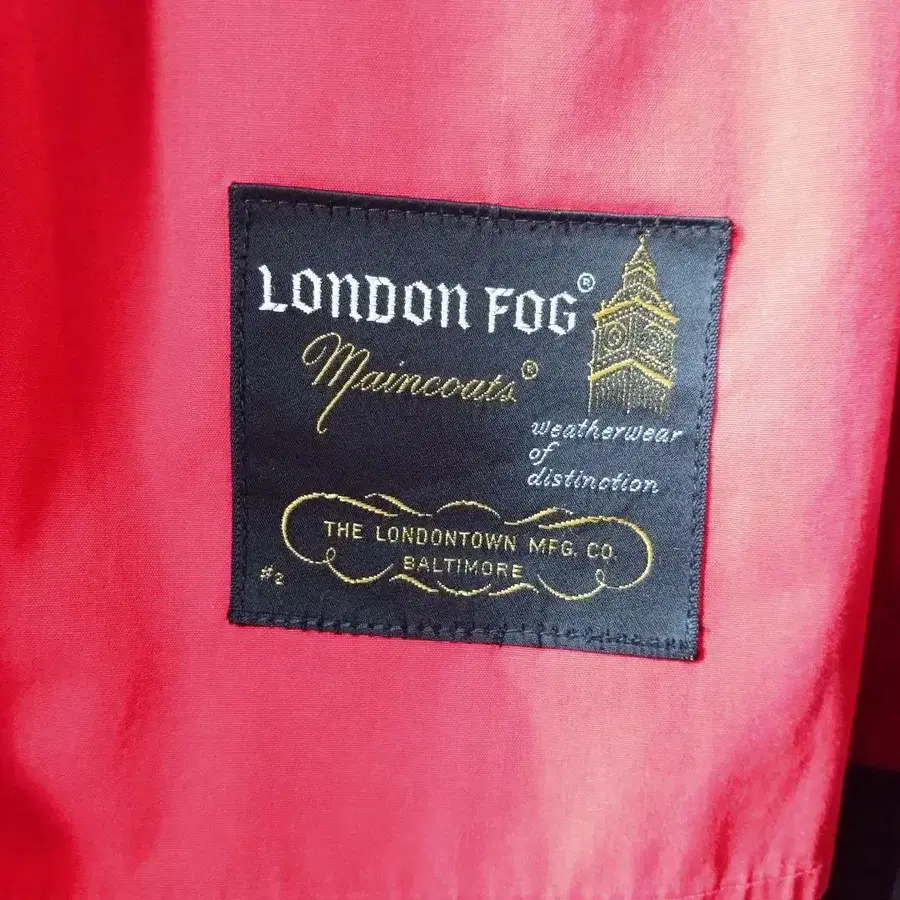 LONDON FOG®
Maincoats®
weatherwear
of
distinction
THE LONDONTOWN MFG. CO.
BALTIMORE
#2